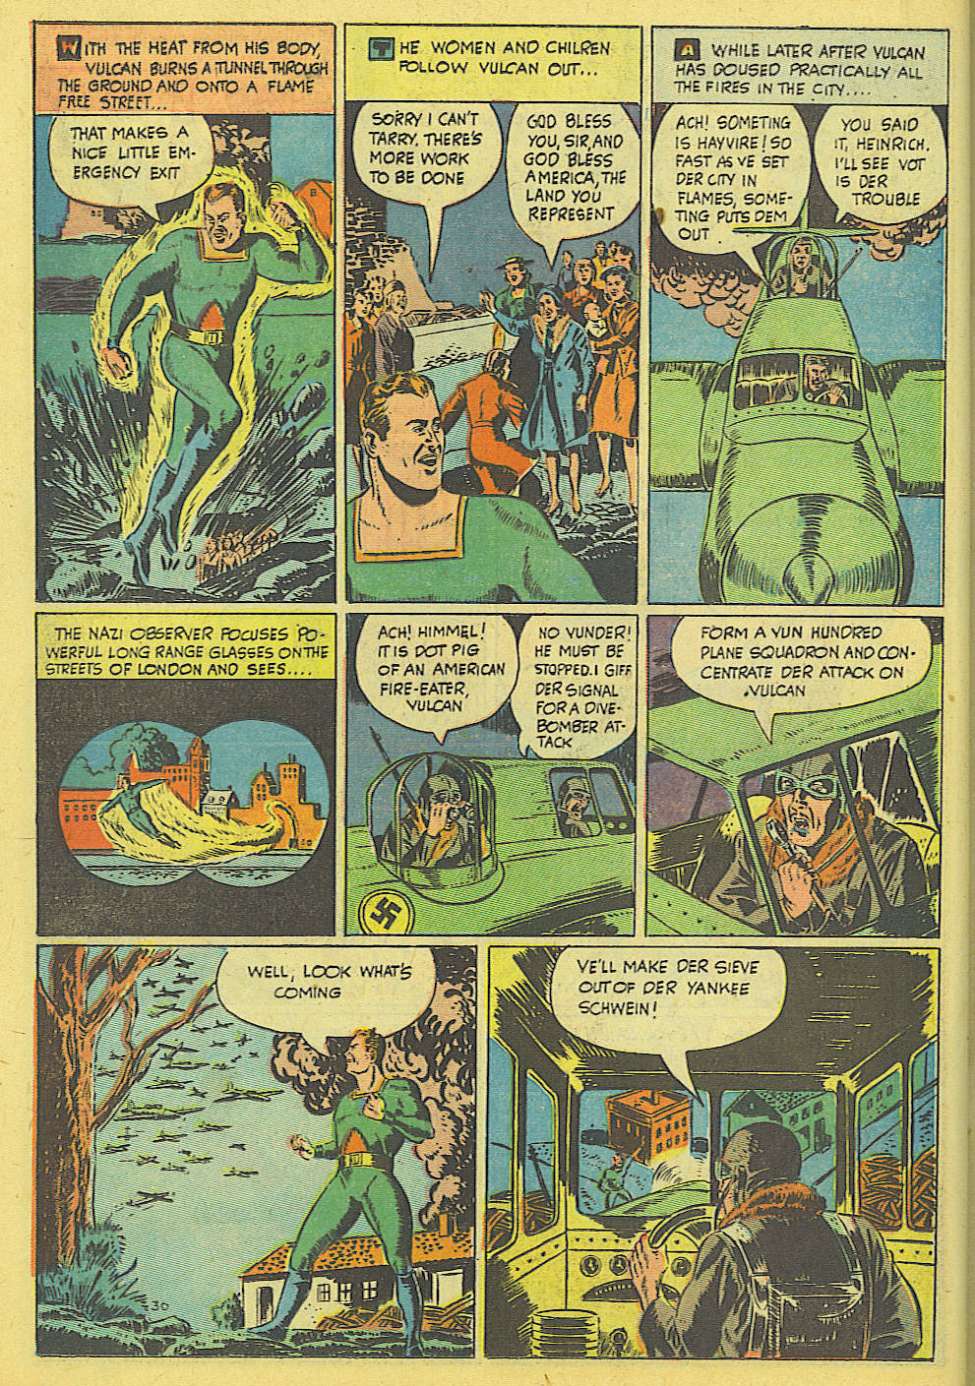 WITH THE HEAT FROM HIS BODY,
VULCAN BURNS A TUNNEL THROUGH
THE GROUND AND ONTO A FLAME
FREE STREET...
THAT MAKES A
NICE LITTLE EM-
ERGENCY EXIT
THE WOMEN AND CHILREN
FOLLOW VULCAN OUT...
SORRY I CAN'T
TARRY. THERE'S
MORE WORK
TO BE DONE
GOD BLESS
YOU, SIR, AND
GOD BLESS
AMERICA, THE
LAND YOU
REPRESENT
A WHILE LATER AFTER VULCAN
HAS DOUSED PRACTICALLY ALL
THE FIRES IN THE CITY....
ACH! SOMETING
IS HAYVIRE! SO
FAST AS VE SET
DER CITY IN
FLAMES, SOME-
TING PUTS DEM
OUT.
YOU SAID
IT, HEINRICH.
I'LL SEE VOT
IS DER
TROUBLE
THE NAZI OBSERVER FOCUSES PO-
WERFUL LONG RANGE GLASSES ON THE
STREETS OF LONDON AND SEES....
ACH! HIMMEL!
IT IS DOT PIG
OF AN AMERICAN
FIRE-EATER,
VULCAN
NO VUNDER!
HE MUST BE
STOPPED. I GIFF
DER SIGNAL
FOR A DIVE-
BOMBER AT-
TACK
FORM A VUN HUNDRED
PLANE SQUADRON AND CON-
CENTRATE DER ATTACK ON
VULCAN
WELL, LOOK WHAT'S
COMING
30
VE'LL MAKE DER SIEVE
OUT OF DER YANKEE
SCHWEIN!